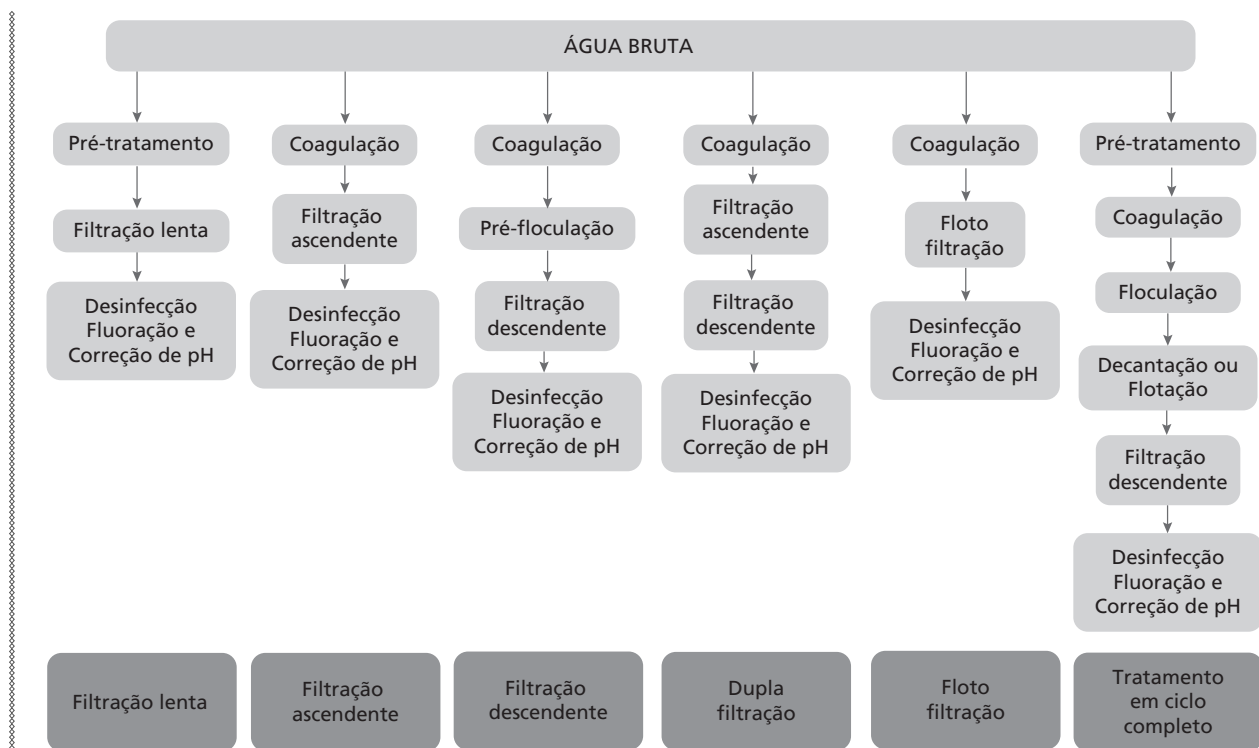 ÁGUA BRUTA
Pré-tratamento
Filtração lenta
Desinfecção
Fluoração e
Correção de pH
Coagulação
Filtração
ascendente
Desinfecção
Fluoração e
Correção de pH
Coagulação
Pré-floculação
Filtração
descendente
Desinfecção
Fluoração e
Correção de pH
Coagulação
Filtração
ascendente
Filtração
descendente
Desinfecção
Fluoração e
Correção de pH
Coagulação
Floto
filtração
Desinfecção
Fluoração e
Correção de pH
Pré-tratamento
Coagulação
Floculação
Decantação ou
Flotação
Filtração
descendente
Desinfecção
Fluoração e
Correção de pH
Filtração lenta
Filtração
ascendente
Filtração
descendente
Dupla
filtração
Floto
filtração
Tratamento
em ciclo
completo